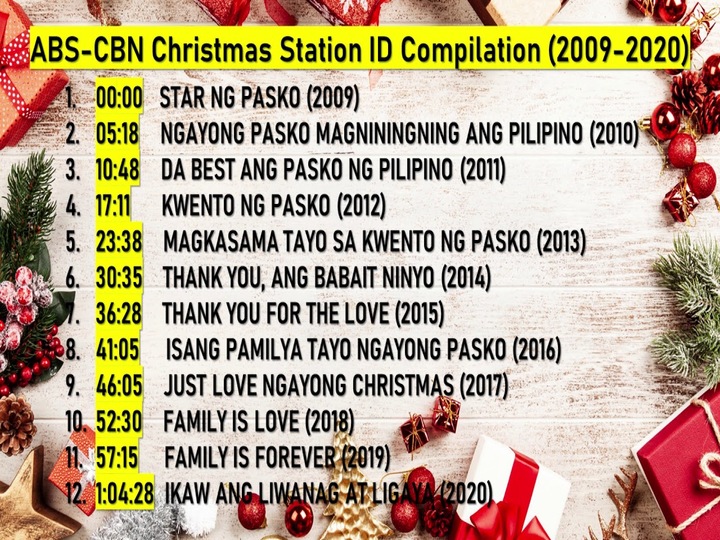 ABS-CBN Christmas Station ID Compilation (2009-2020)
1. 00:00 STAR NG PASKO (2009)
2. 05:18 NGAYONG PASKO MAGNININGNING ANG PILIPINO (2010)
3. 10:48 DA BEST ANG PASKO NG PILIPINO (2011)
4. 17:11 KWENTO NG PASKO (2012)
5. 23:38 MAGKASAMA TAYO SA KWENTO NG PASKO (2013)
6. 30:35 THANK YOU, ANG BABAIT NINYO (2014)
7. 36:28 THANK YOU FOR THE LOVE (2015)
8. 41:05 ISANG PAMILYA TAYO NGAYONG PASKO (2016)
9. 46:05 JUST LOVE NGAYONG CHRISTMAS (2017)
10. 52:30 FAMILY IS LOVE (2018)
11. 57:15 FAMILY IS FOREVER (2019)
12. 1:04:28 IKAW ANG LIWANAG AT LIGAYA (2020)